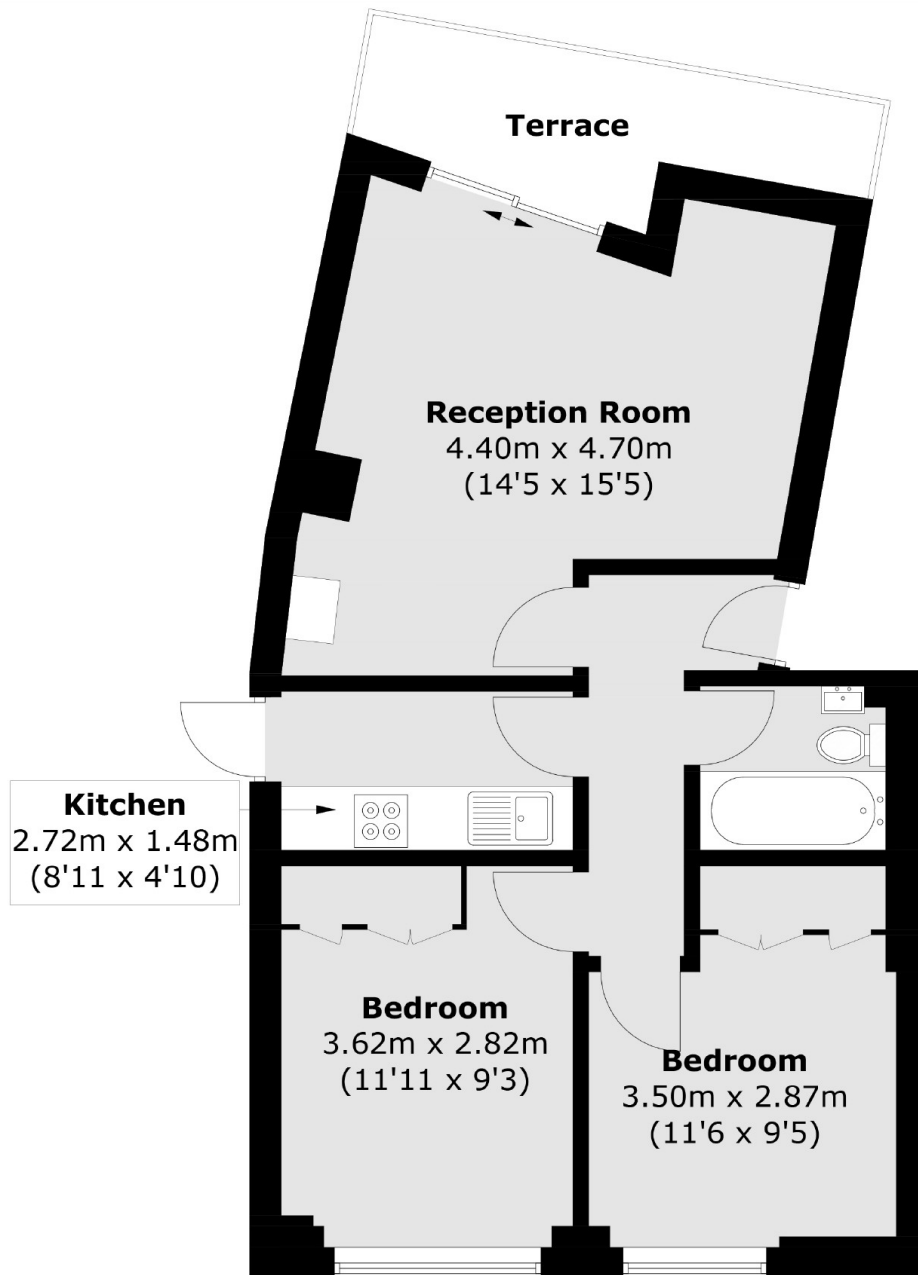 Terrace
Reception Room
4.40m x 4.70m
(14'5 x 15'5)
Kitchen
2.72m x 1.48m
(8'11 x 4'10)
Bedroom
3.62m x 2.82m
(11'11 x 9'3)
Bedroom
3.50m x 2.87m
(11'6 x 9'5)